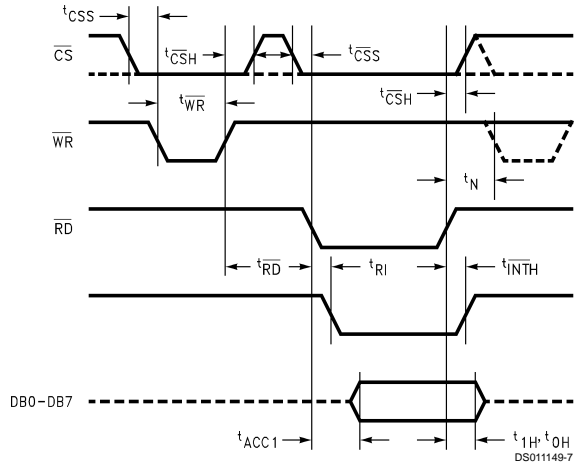 tCSS
CS
tCSH
tCSS
tCSH
tWR
WR
tN
RD
tRD
tRI
tINTH
DB0-DB7
tACC1
t1H, t0H
DS011149-7